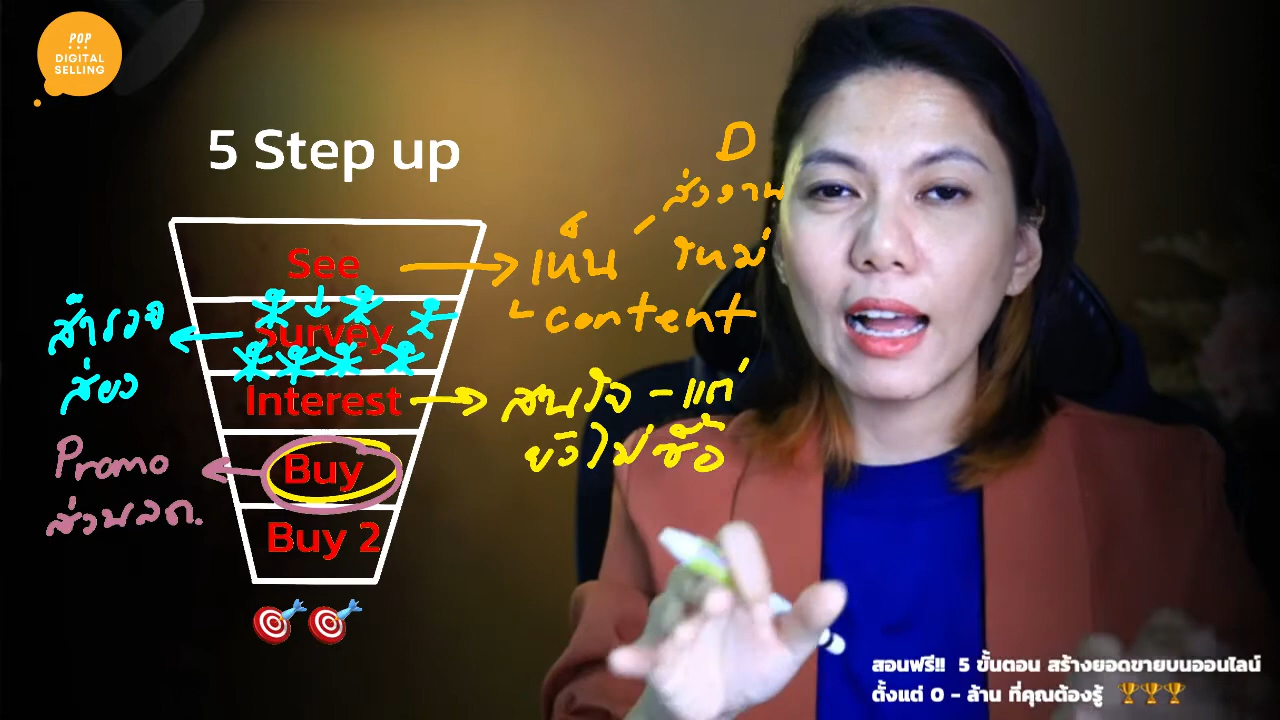 POP
DIGITAL
SELLING
5 Step up
D
ส่งงาน
See
เห็น ใหม่
content
Survey
สำรวจ
Interest
สนใจ - แต่
ยังไม่ซื้อ
Buy
Promo
ส่วนลด.
Buy 2
สอนฟรี!! 5 ขั้นตอน สร้างยอดขายบนออนไลน์
ตั้งแต่ 0 - ล้าน ที่คุณต้องรู้